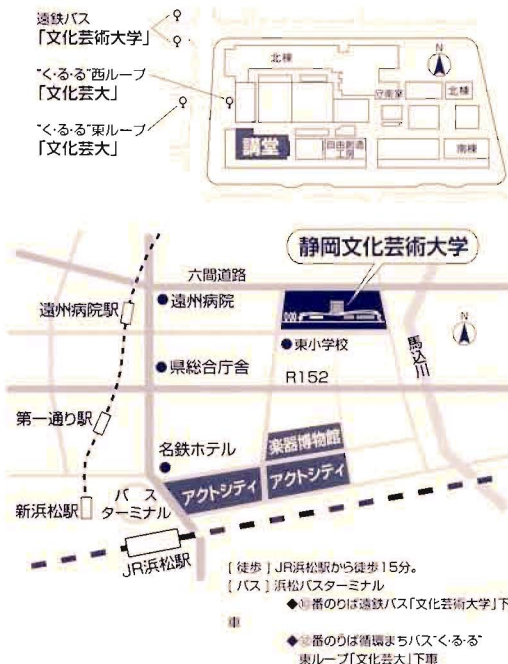 遠鉄バス
「文化芸術大学」
"く・る・る"西ループ
「文化芸大」
"く・る・る"東ループ
「文化芸大」
北棟
N
守衛室
北棟
講堂
自由創造
工房
南棟
静岡文化芸術大学
六間道路
遠州病院駅
●遠州病院
N
●東小学校
馬込川
●県総合庁舎
R152
第一通り駅
名鉄ホテル
楽器博物館
アクトシティ
アクトシティ
新浜松駅
バス
ターミナル
JR浜松駅
[ 徒歩 ] JR浜松駅から徒歩15分。
[ バス ] 浜松バスターミナル
番のりば遠鉄バス「文化芸術大学」下
車
番のりば循環まちバス"く・る・る"
東ループ「文化芸大」下車